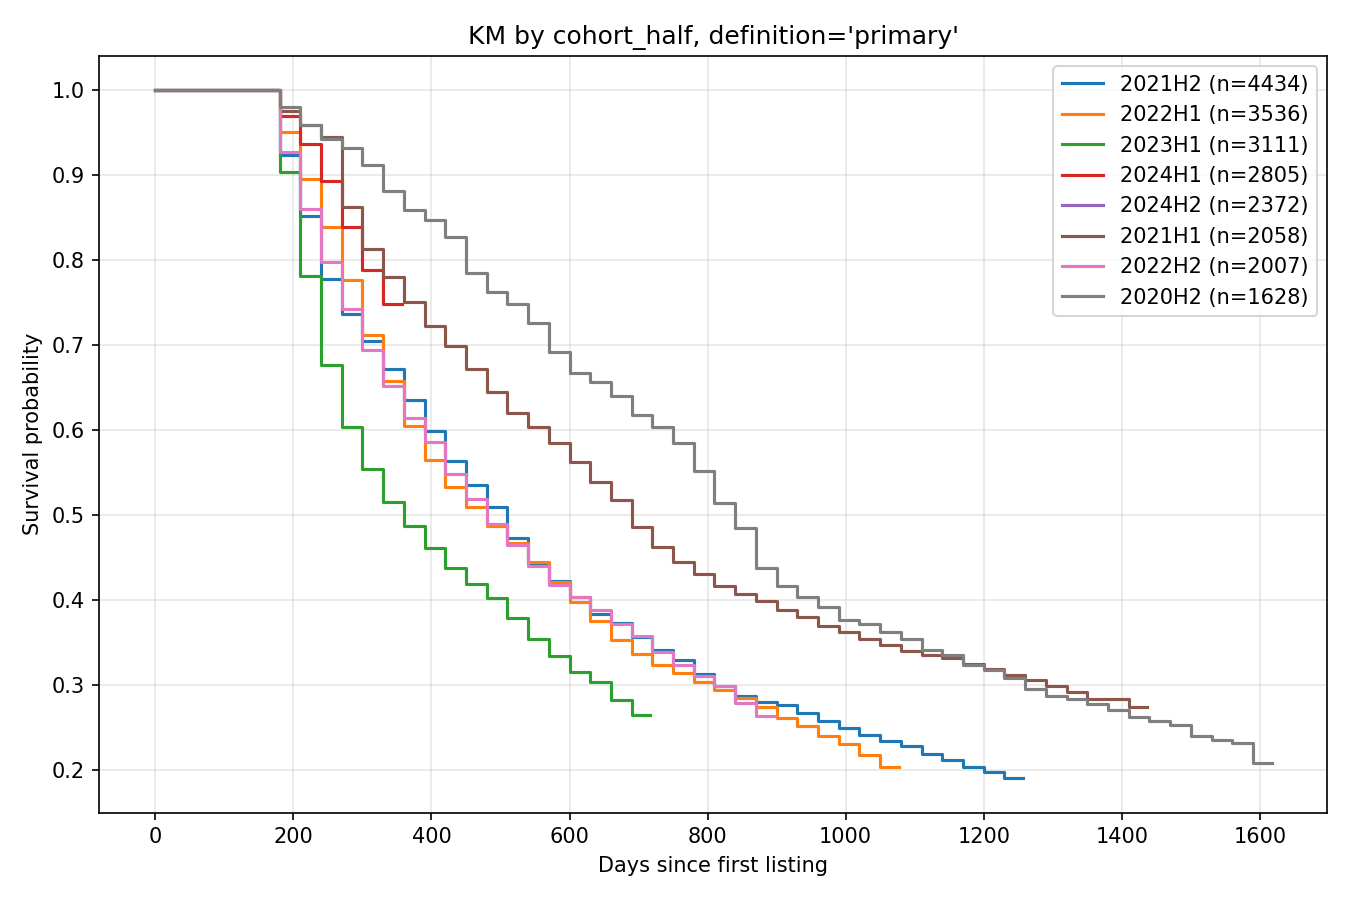 KM by cohort_half, definition='primary'
1.0
0.9
0.8
0.7
0.6
0.5
0.4
0.3
0.2
Survival probability
2021H2 (n=4434)
2022H1 (n=3536)
2023H1 (n=3111)
2024H1 (n=2805)
2024H2 (n=2372)
2021H1 (n=2058)
2022H2 (n=2007)
2020H2 (n=1628)
0 200 400 600 800 1000 1200 1400 1600
Days since first listing